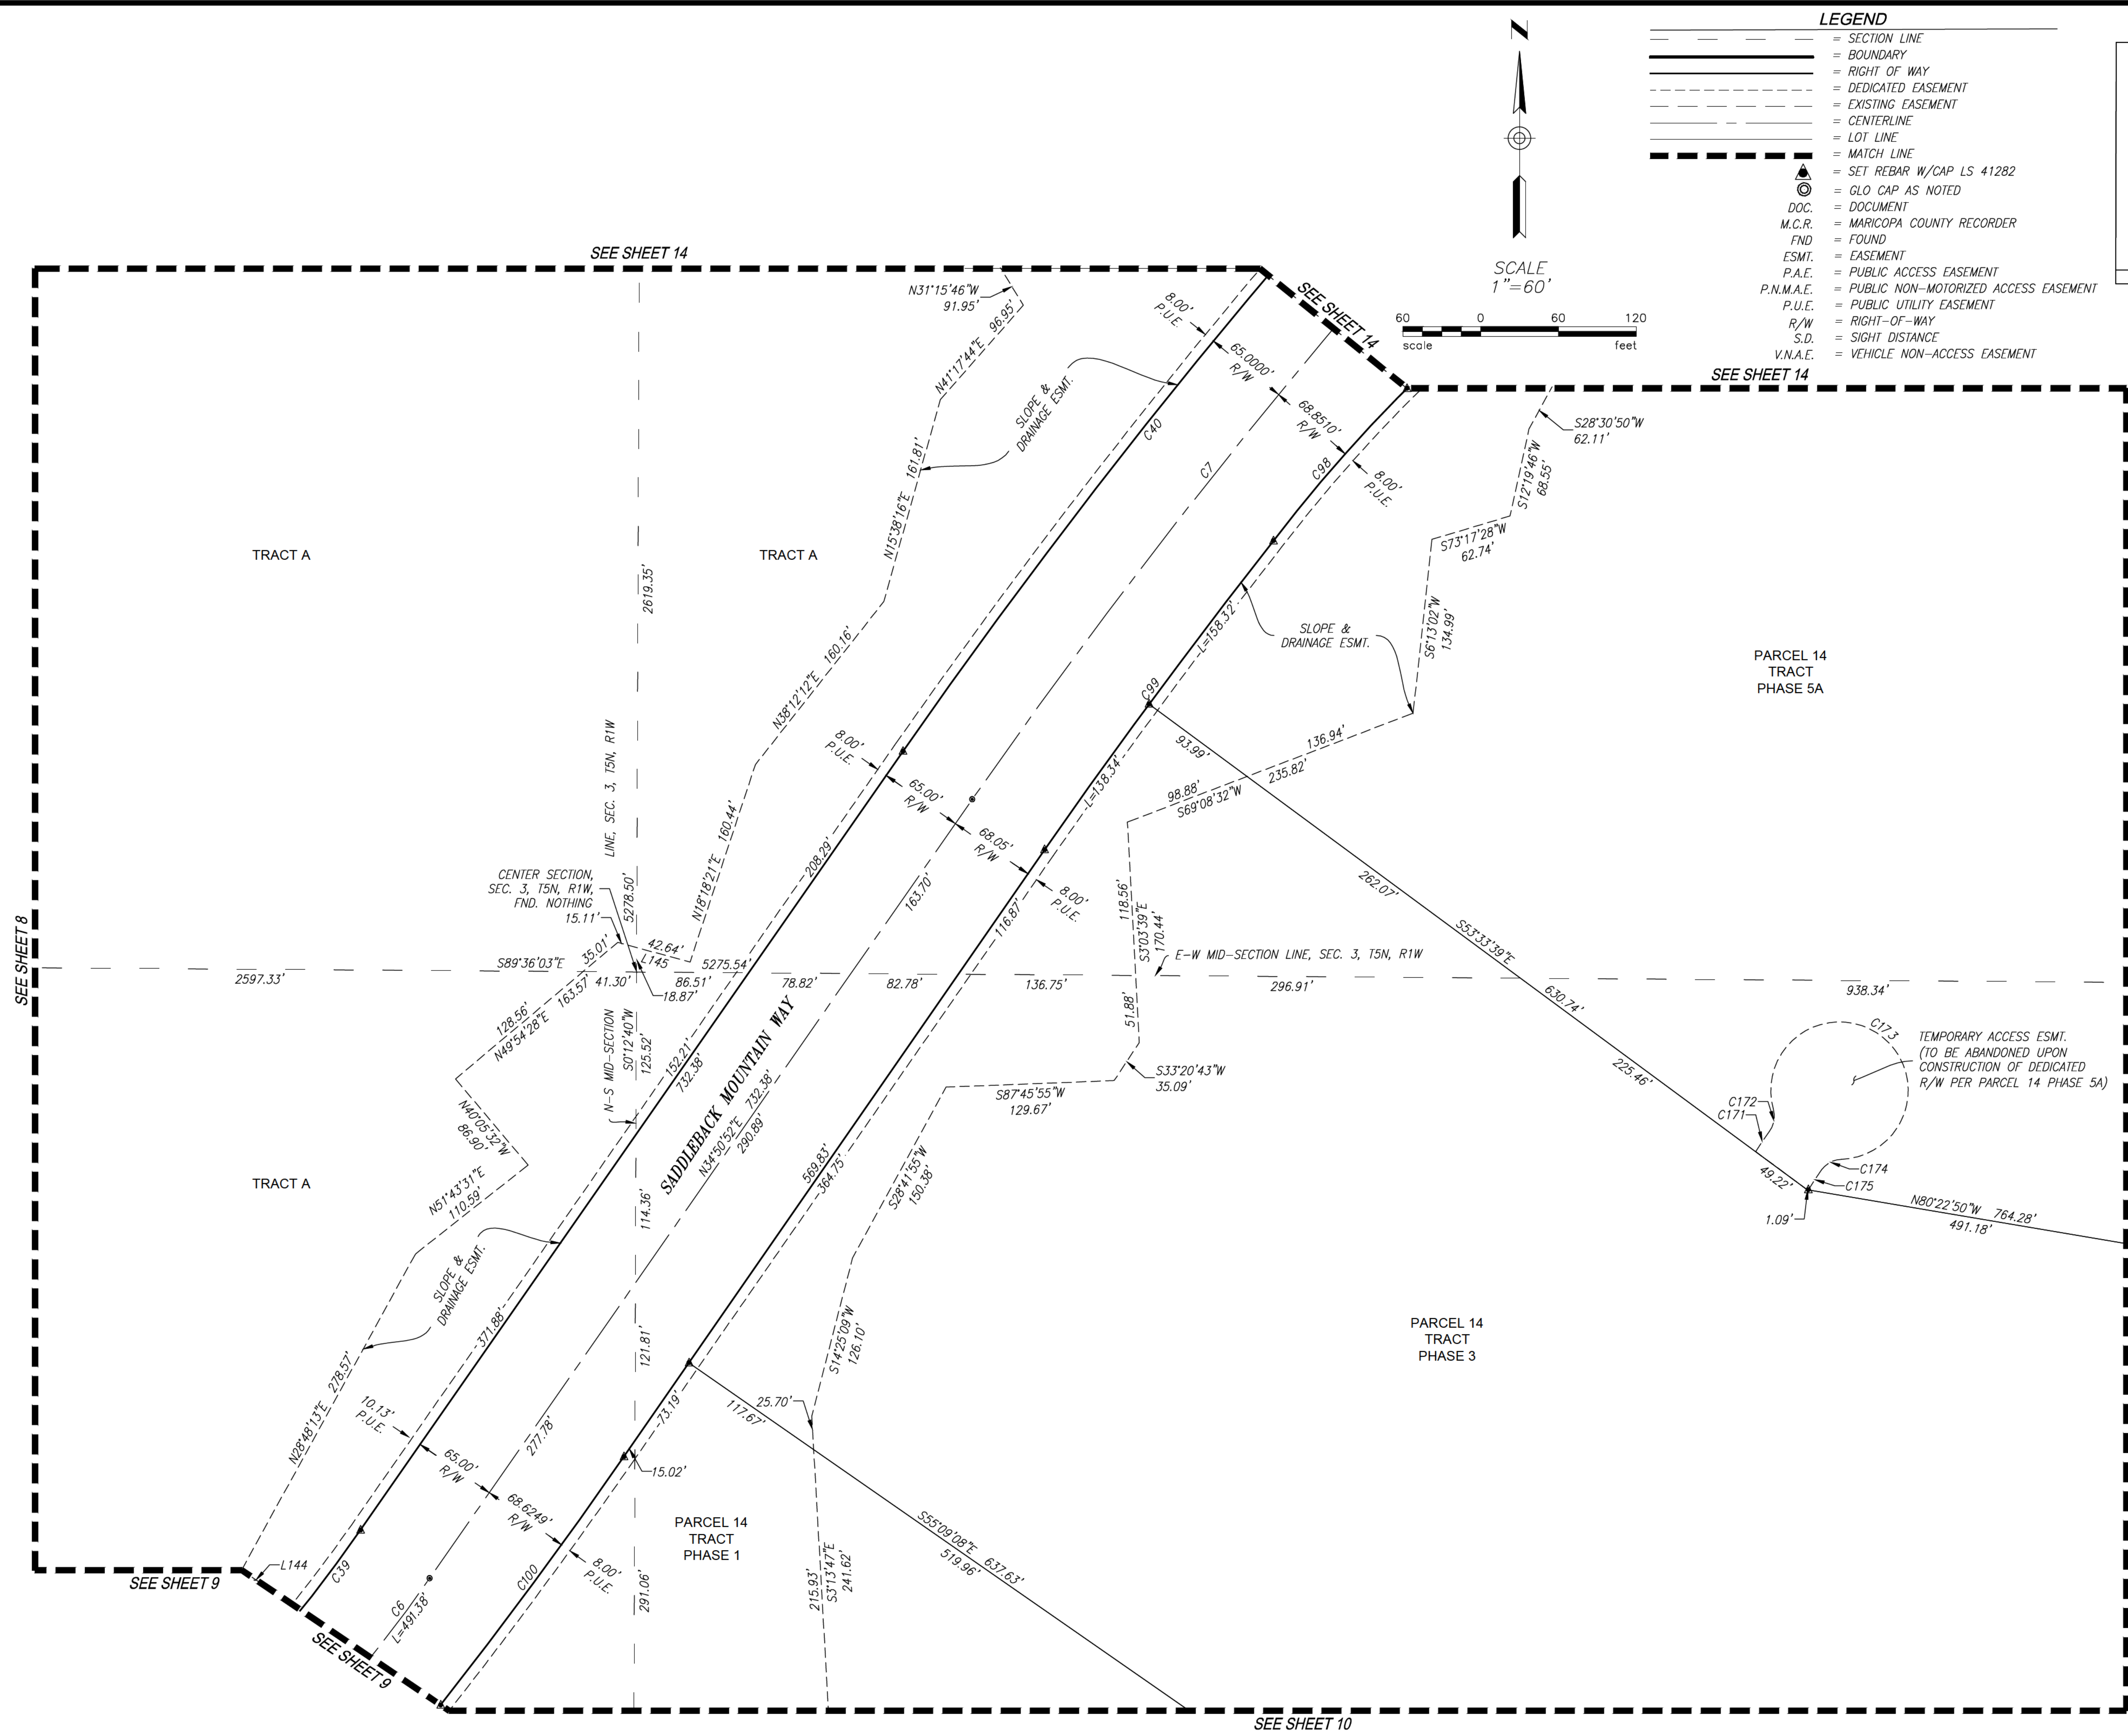 LEGEND
= SECTION LINE
= BOUNDARY
= RIGHT OF WAY
= DEDICATED EASEMENT
= EXISTING EASEMENT
= CENTERLINE
= LOT LINE
= MATCH LINE
= SET REBAR W/CAP LS 41282
= GLO CAP AS NOTED
DOC. = DOCUMENT
M.C.R. = MARICOPA COUNTY RECORDER
FND = FOUND
ESMT. = EASEMENT
P.A.E. = PUBLIC ACCESS EASEMENT
P.N.M.A.E. = PUBLIC NON-MOTORIZED ACCESS EASEMENT
P.U.E. = PUBLIC UTILITY EASEMENT
R/W = RIGHT-OF-WAY
S.D. = SIGHT DISTANCE
V.N.A.E. = VEHICLE NON-ACCESS EASEMENT
N
SCALE
1"=60'
60 0 60 120
scale feet
SEE SHEET 14
SEE SHEET 14
SEE SHEET 14
N31°15'46"W
91.95'
N41°17'44"E 96.95'
8.00'
P.U.E.
65.0000'
R/W
68.8510'
R/W
SLOPE &
DRAINAGE ESMT.
C40
C7
C98
8.00'
P.U.E.
S28°30'50"W
62.11'
S12°19'46"W
68.55'
S73°17'28"W
62.74'
N15°38'16"E 161.81'
TRACT A
TRACT A
2619.35'
L=158.32'
SLOPE &
DRAINAGE ESMT.
S6°13'02"W
134.99'
PARCEL 14
TRACT
PHASE 5A
N38°12'12"E 160.16'
C99
8.00'
P.U.E.
65.00'
R/W
68.05'
R/W
93.99'
136.94'
235.82'
98.88'
S69°08'32"W
L=138.34'
N-S MID-SECTION LINE, SEC. 3, T5N, R1W
N18°18'21"E 160.44'
208.29'
163.70'
116.87'
8.00'
P.U.E.
262.07'
CENTER SECTION,
SEC. 3, T5N, R1W,
FND. NOTHING
15.11'
5278.50'
118.56'
S3°03'39"E
170.44'
SEE SHEET 8
S89°36'03"E
35.01'
42.64'
L145
5275.54'
E-W MID-SECTION LINE, SEC. 3, T5N, R1W
S53°33'39"E
2597.33'
41.30'
18.87'
86.51'
78.82'
82.78'
136.75'
296.91'
630.74'
938.34'
128.56'
163.57'
N49°54'28"E
S0°12'40"W
125.52'
152.21'
732.38'
SADDLEBACK MOUNTAIN WAY
N34°50'52"E 732.38'
290.89'
51.88'
S33°20'43"W
35.09'
S87°45'55"W
129.67'
C173
TEMPORARY ACCESS ESMT.
(TO BE ABANDONED UPON
CONSTRUCTION OF DEDICATED
R/W PER PARCEL 14 PHASE 5A)
225.46'
C172
C171
N40°05'32"W
86.90'
N51°43'31"E
110.59'
TRACT A
569.83'
364.75'
S28°41'55"W
150.38'
114.36'
49.22'
C174
C175
1.09'
N80°22'50"W 764.28'
491.18'
SLOPE &
DRAINAGE ESMT.
371.88'
N28°48'13"E 278.57'
121.81'
S14°25'09"W
126.10'
PARCEL 14
TRACT
PHASE 3
10.13'
P.U.E.
65.00'
R/W
68.6249'
R/W
277.78'
73.19'
25.70'
117.67'
15.02'
PARCEL 14
TRACT
PHASE 1
S55°09'08"E 637.63'
519.96'
C39
C100
8.00'
P.U.E.
L144
SEE SHEET 9
C6
L=491.38'
291.06'
215.93'
S3°13'47"E
241.62'
SEE SHEET 9
SEE SHEET 10